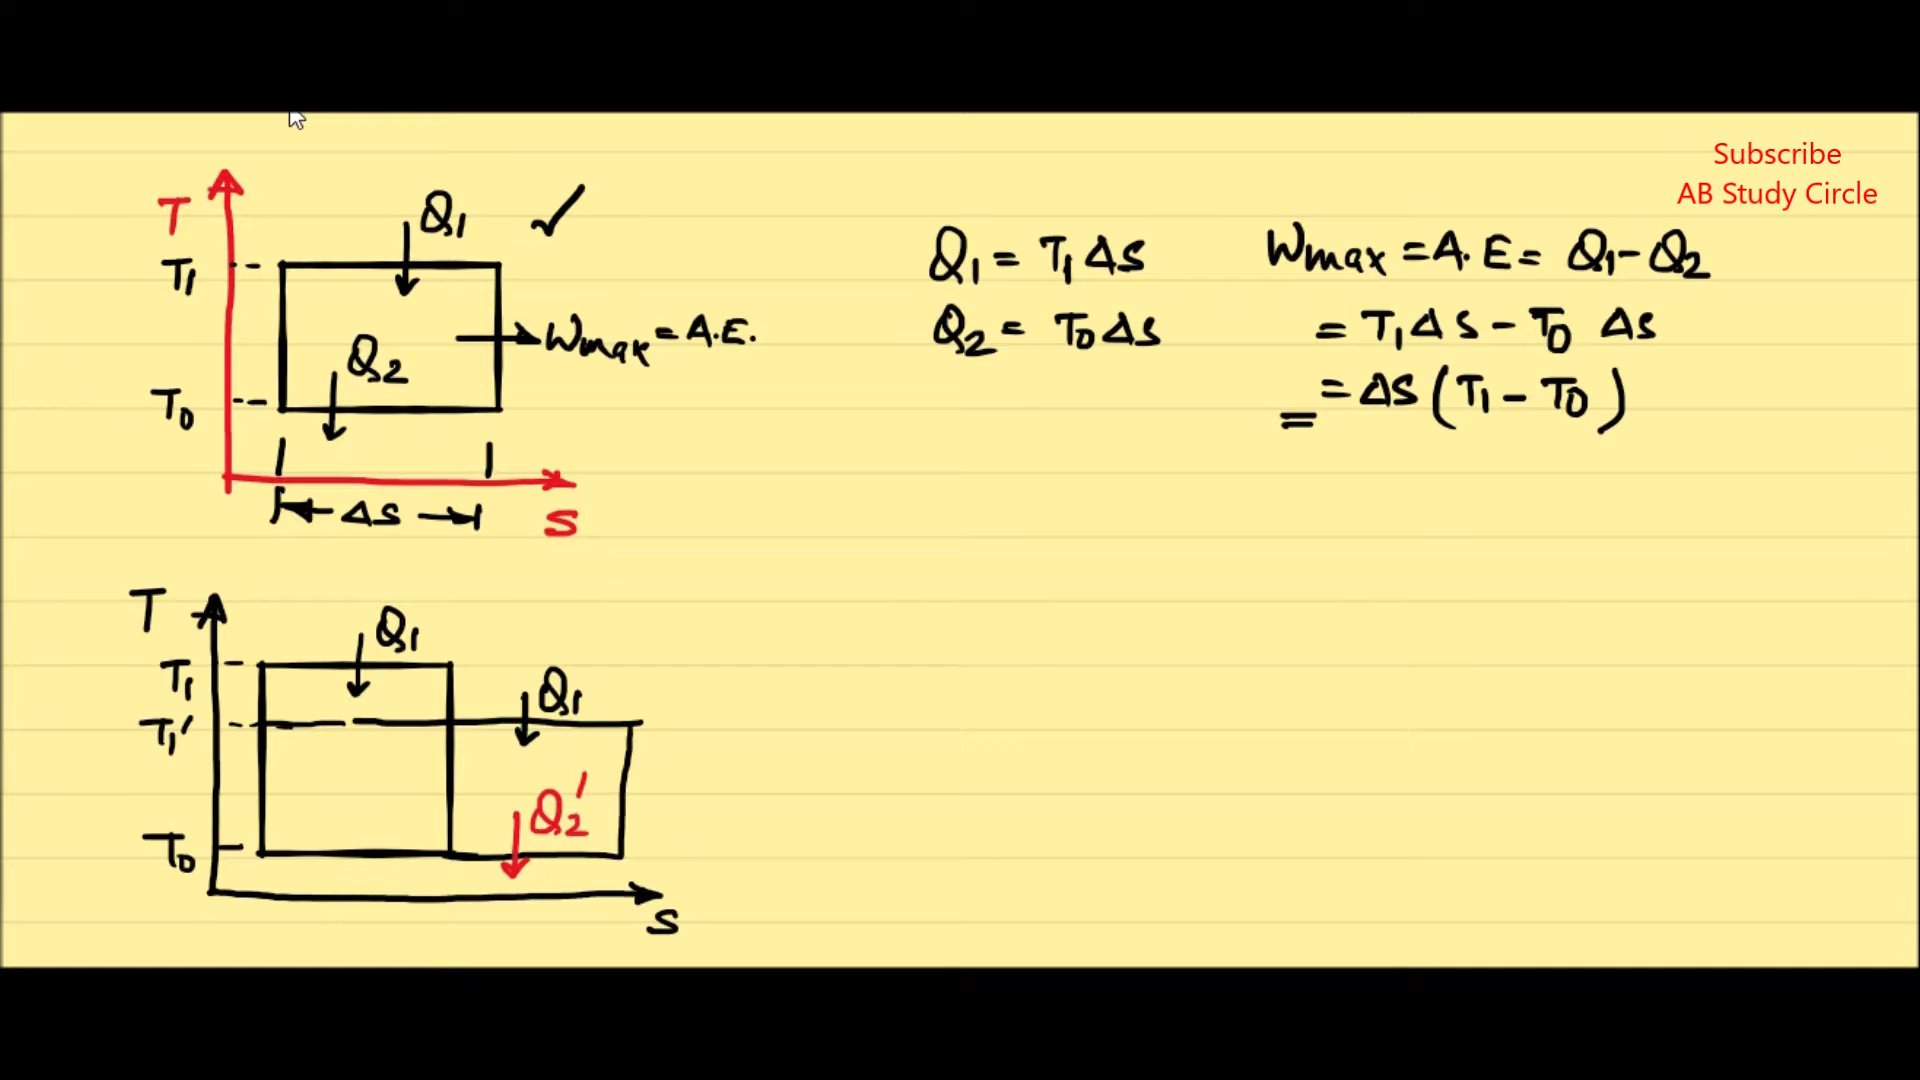 Subscribe
AB Study Circle
T
Q1
T1
Wmax = A.E.
Q2
T0
ΔS
S
Q1 = T1 ΔS
Q2 = T0 ΔS
Wmax = A.E = Q1 - Q2
= T1 ΔS - T0 ΔS
= ΔS (T1 - T0)
=
T
Q1
T1
Q1
T1'
Q2'
T0
S